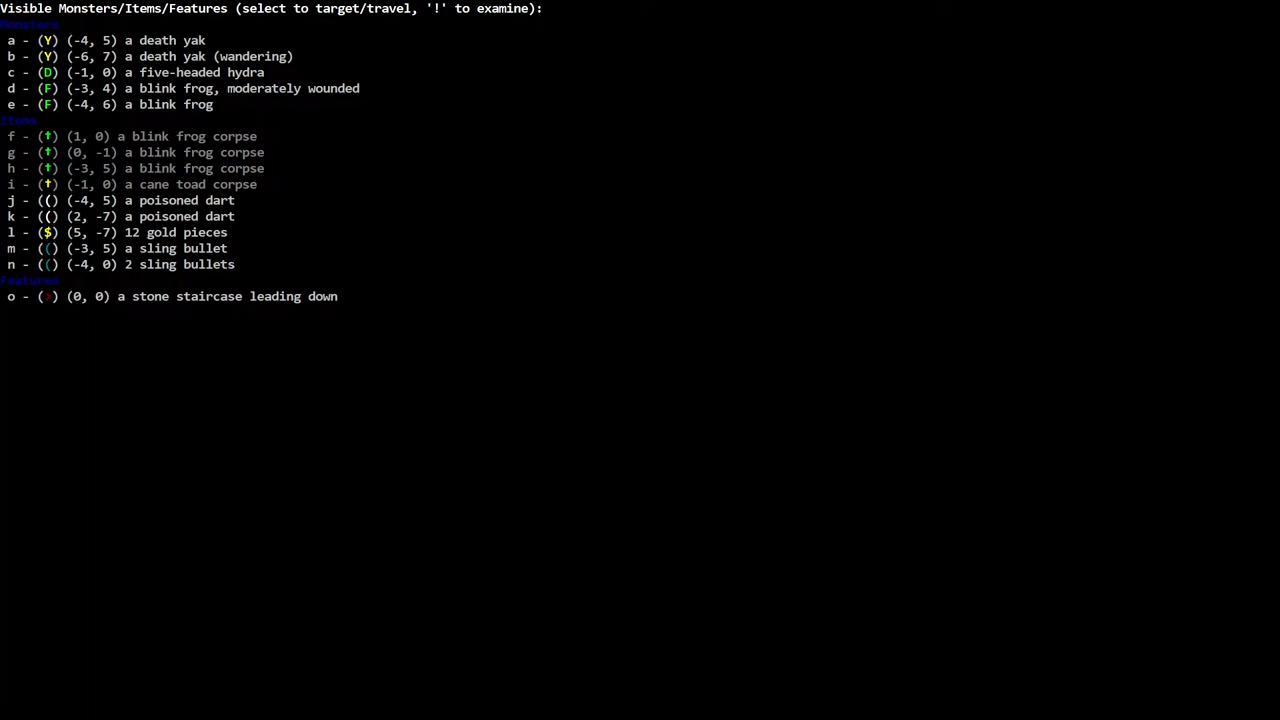 Visible Monsters/Items/Features (select to target/travel, '!' to examine):
Monsters
a - (Y) (-4, 5) a death yak
b - (Y) (-6, 7) a death yak (wandering)
c - (D) (-1, 0) a five-headed hydra
d - (F) (-3, 4) a blink frog, moderately wounded
e - (F) (-4, 6) a blink frog
Items
f - (†) (1, 0) a blink frog corpse
g - (†) (0, -1) a blink frog corpse
h - (†) (-3, 5) a blink frog corpse
i - (†) (-1, 0) a cane toad corpse
j - (() (-4, 5) a poisoned dart
k - (() (2, -7) a poisoned dart
l - ($) (5, -7) 12 gold pieces
m - (() (-3, 5) a sling bullet
n - (() (-4, 0) 2 sling bullets
Features
o - (>) (0, 0) a stone staircase leading down